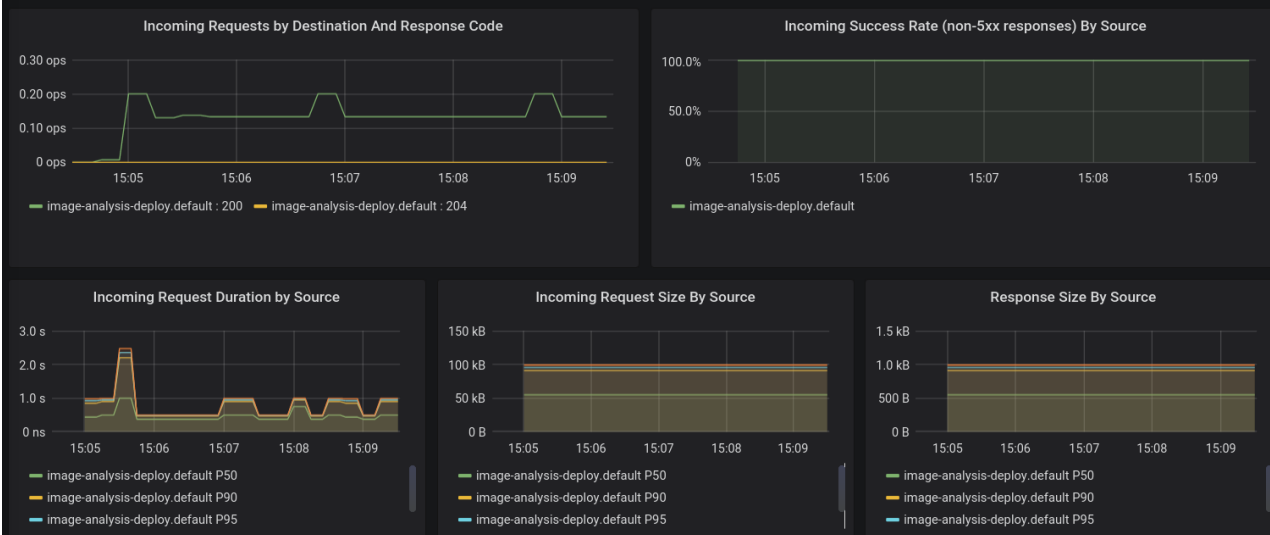 Incoming Requests by Destination And Response Code
0.30 ops
0.20 ops
0.10 ops
0 ops
15:05 15:06 15:07 15:08 15:09
image-analysis-deploy.default : 200 image-analysis-deploy.default : 204
Incoming Success Rate (non-5xx responses) By Source
100.0%
50.0%
0%
15:05 15:06 15:07 15:08 15:09
image-analysis-deploy.default
Incoming Request Duration by Source
3.0 s
2.0 s
1.0 s
0 ns
15:05 15:06 15:07 15:08 15:09
image-analysis-deploy.default P50
image-analysis-deploy.default P90
image-analysis-deploy.default P95
Incoming Request Size By Source
150 kB
100 kB
50 kB
0 B
15:05 15:06 15:07 15:08 15:09
image-analysis-deploy.default P50
image-analysis-deploy.default P90
image-analysis-deploy.default P95
Response Size By Source
1.5 kB
1.0 kB
500 B
0 B
15:05 15:06 15:07 15:08 15:09
image-analysis-deploy.default P50
image-analysis-deploy.default P90
image-analysis-deploy.default P95